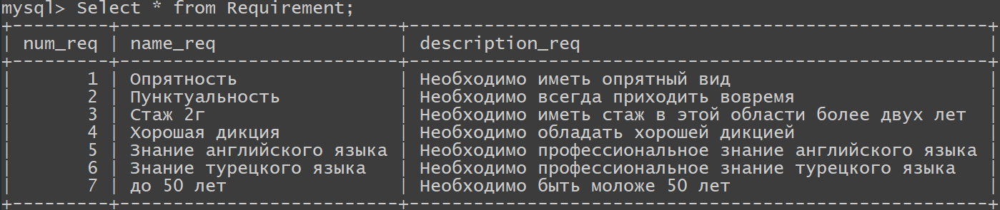 mysql> Select * from Requirement;
+---------+--------------------------+------------------------------------------------------+
| num_req | name_req                 | description_req                                      |
+---------+--------------------------+------------------------------------------------------+
|       1 | Опрятность               | Необходимо иметь опрятный вид                        |
|       2 | Пунктуальность           | Необходимо всегда приходить вовремя                  |
|       3 | Стаж 2г                  | Необходимо иметь стаж в этой области более двух лет  |
|       4 | Хорошая дикция           | Необходимо обладать хорошей дикцией                  |
|       5 | Знание английского языка | Необходимо профессиональное знание английского языка |
|       6 | Знание турецкого языка   | Необходимо профессиональное знание турецкого языка   |
|       7 | до 50 лет                | Необходимо быть моложе 50 лет                        |
+---------+--------------------------+------------------------------------------------------+